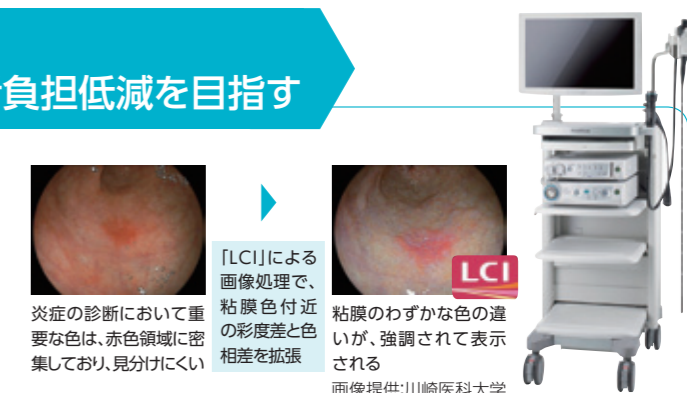 負担低減を目指す
炎症の診断において重
要な色は、赤色領域に密
集しており、見分けにくい
「LCI」による
画像処理で、
粘膜色付近
の彩度差と色
相差を拡張
LCI
粘膜のわずかな色の違
いが、強調されて表示
される
画像提供:川崎医科大学